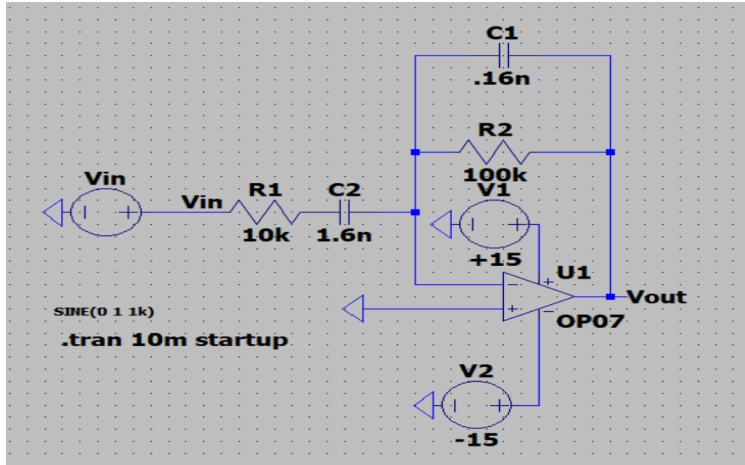 C1
.16n
R2
100k
Vin
Vin
R1
10k
C2
1.6n
V1
+15
U1
OP07
Vout
SINE(0 1 1k)
.tran 10m startup
V2
-15